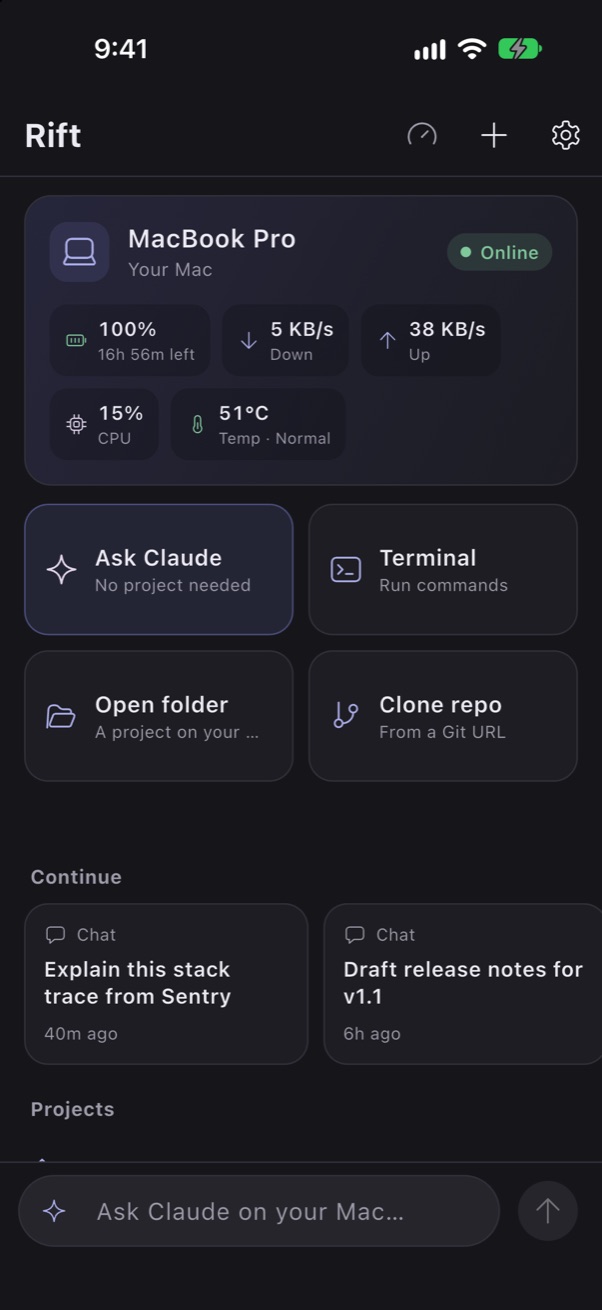 9:41
Rift
MacBook Pro
Your Mac
Online
100%
16h 56m left
5 KB/s
Down
38 KB/s
Up
15%
CPU
51°C
Temp · Normal
Ask Claude
No project needed
Terminal
Run commands
Open folder
A project on your ...
Clone repo
From a Git URL
Continue
Chat
Explain this stack
trace from Sentry
40m ago
Chat
Draft release notes for
v1.1
6h ago
Projects
Ask Claude on your Mac...